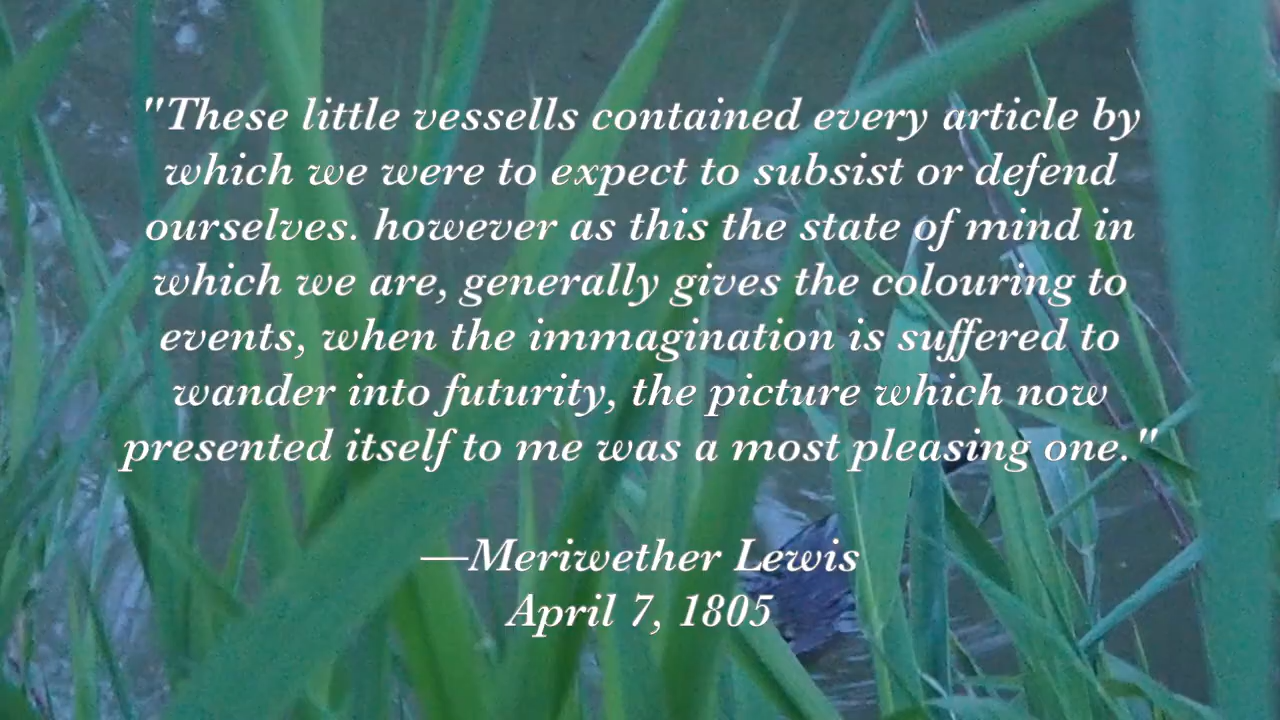 "These little vessells contained every article by
which we were to expect to subsist or defend
ourselves. however as this the state of mind in
which we are, generally gives the colouring to
events, when the immagination is suffered to
wander into futurity, the picture which now
presented itself to me was a most pleasing one."
—Meriwether Lewis
April 7, 1805